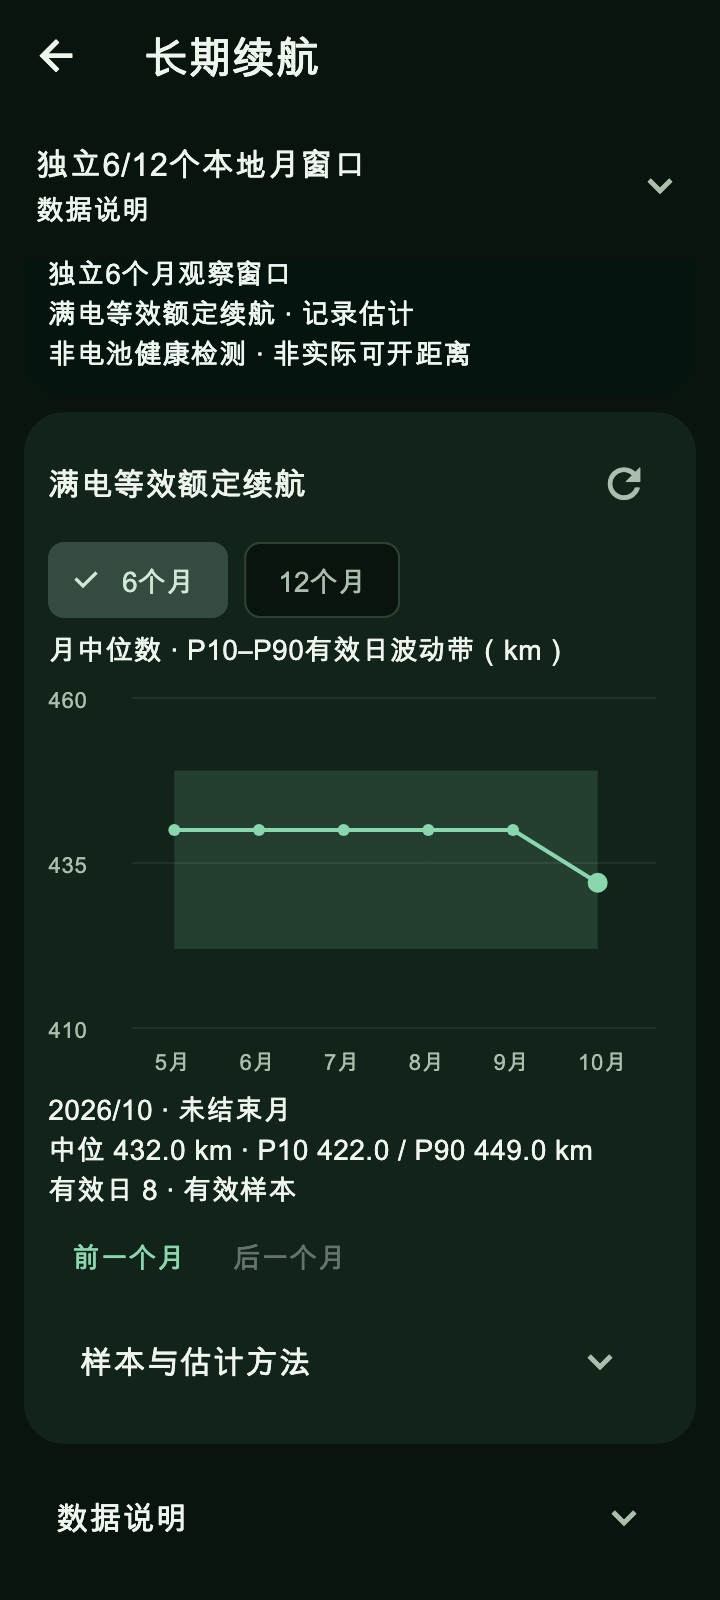 长期续航
独立6/12个本地月窗口
数据说明
独立6个月观察窗口
满电等效额定续航 · 记录估计
非电池健康检测 · 非实际可开距离
满电等效额定续航
6个月
12个月
月中位数 · P10–P90有效日波动带（km）
460
435
410
5月 6月 7月 8月 9月 10月
2026/10 · 未结束月
中位 432.0 km · P10 422.0 / P90 449.0 km
有效日 8 · 有效样本
前一个月 后一个月
样本与估计方法
数据说明